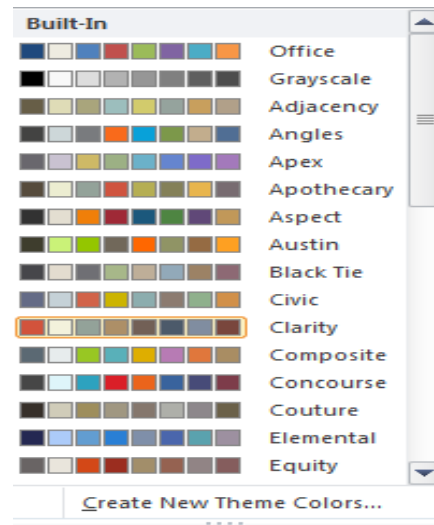 Built-In
Office
Grayscale
Adjacency
Angles
Apex
Apothecary
Aspect
Austin
Black Tie
Civic
Clarity
Composite
Concourse
Couture
Elemental
Equity
Create New Theme Colors...